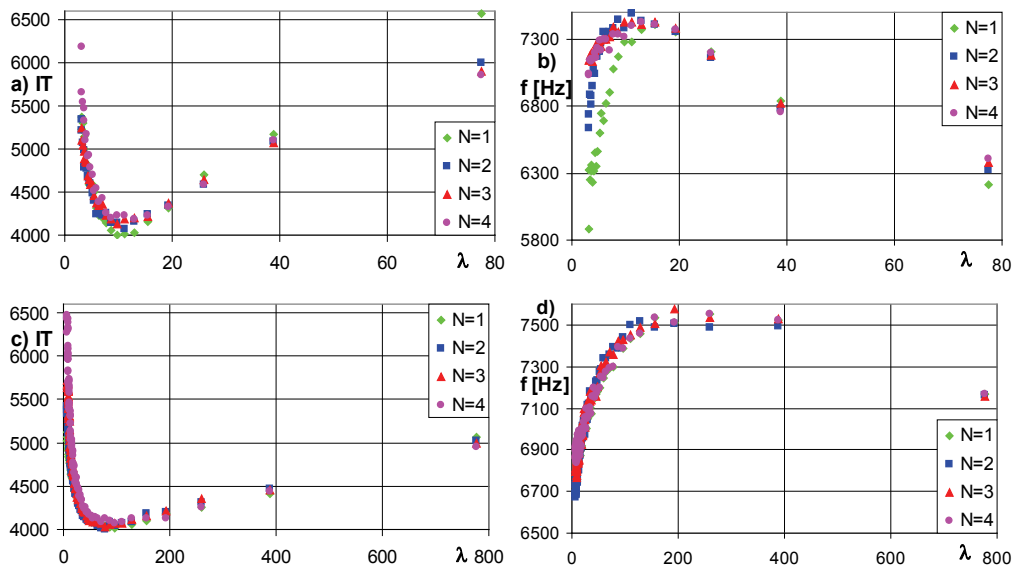 6500
6000
a) IT
5500
5000
4500
4000
0
20
40
60
λ
80
N=1
N=2
N=3
N=4
7300
b)
f [Hz]
6800
6300
5800
0
20
40
60
λ
80
N=1
N=2
N=3
N=4
6500
c) IT
6000
5500
5000
4500
4000
0
200
400
600
λ
800
N=1
N=2
N=3
N=4
d)
7500
f [Hz]
7300
7100
6900
6700
6500
0
200
400
600
λ
800
N=1
N=2
N=3
N=4